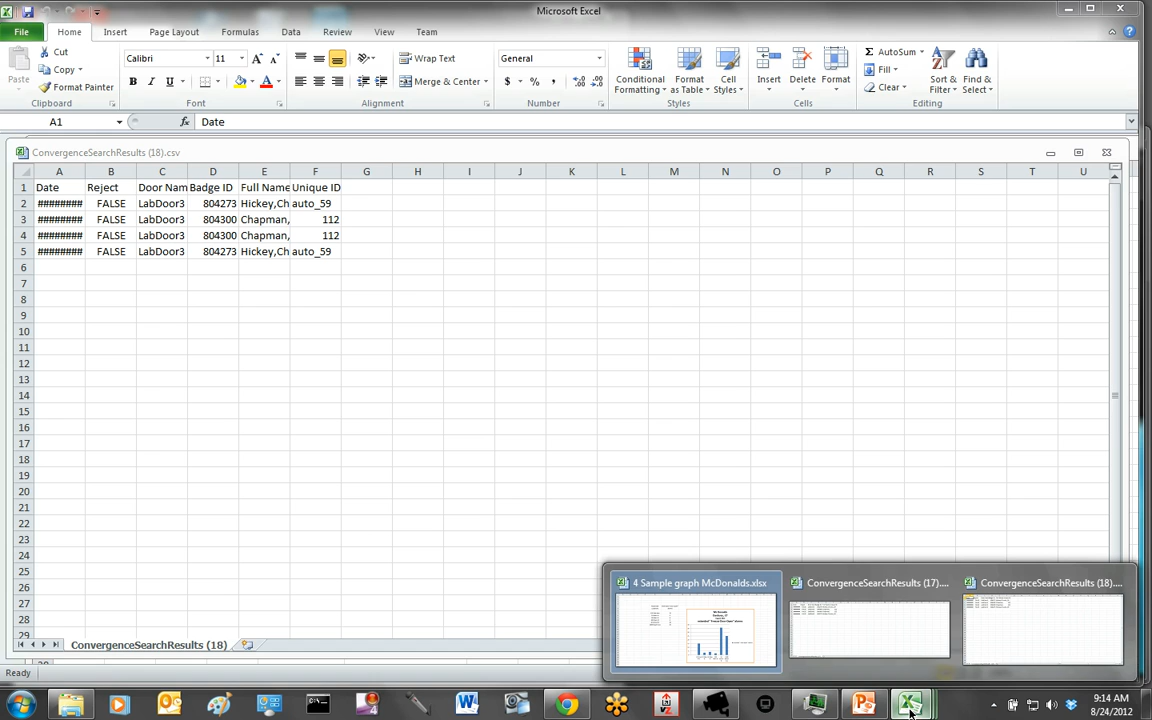 Microsoft Excel
File Home Insert Page Layout Formulas Data Review View Team
Cut
Copy
Format Painter
Paste
Clipboard
Calibri 11
B I U
Font
Wrap Text
Merge & Center
Alignment
General
$ % ,
Number
Conditional Formatting
Format as Table
Cell Styles
Styles
Insert Delete Format
Cells
AutoSum
Fill
Clear
Sort & Filter
Find & Select
Editing
A1 fx Date
ConvergenceSearchResults (18).csv
A B C D E F G H I J K L M N O P Q R S T U
1 Date Reject Door Nam Badge ID Full Name Unique ID
2 ######## FALSE LabDoor3 804273 Hickey,Ch auto_59
3 ######## FALSE LabDoor3 804300 Chapman, 112
4 ######## FALSE LabDoor3 804300 Chapman, 112
5 ######## FALSE LabDoor3 804273 Hickey,Ch auto_59
6
7
8
9
10
11
12
13
14
15
16
17
18
19
20
21
22
23
24
25
26
27
28
29
4 Sample graph McDonalds.xlsx
ConvergenceSearchResults (17)....
ConvergenceSearchResults (18)....
ConvergenceSearchResults (18)
Ready
9:14 AM
8/24/2012